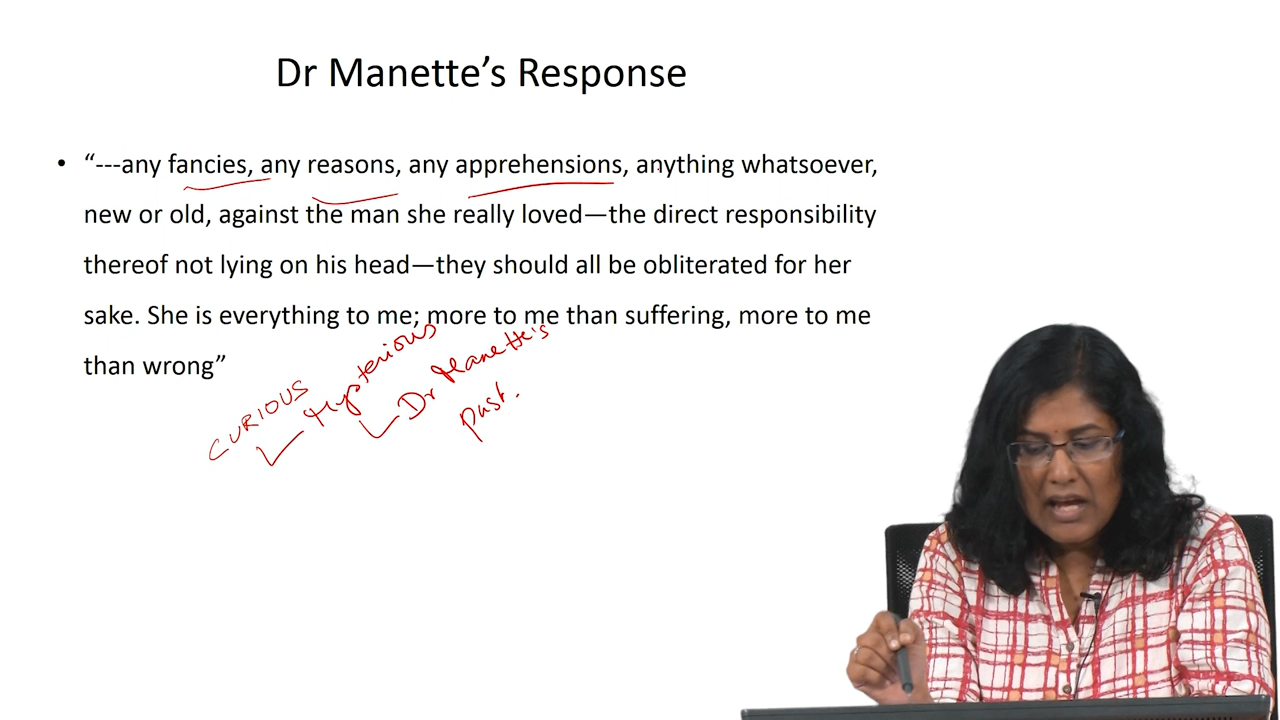 Dr Manette’s Response
• “---any fancies, any reasons, any apprehensions, anything whatsoever,
new or old, against the man she really loved—the direct responsibility
thereof not lying on his head—they should all be obliterated for her
sake. She is everything to me; more to me than suffering, more to me
than wrong”
CURIOUS
Mysterious
Dr Manette's
past.